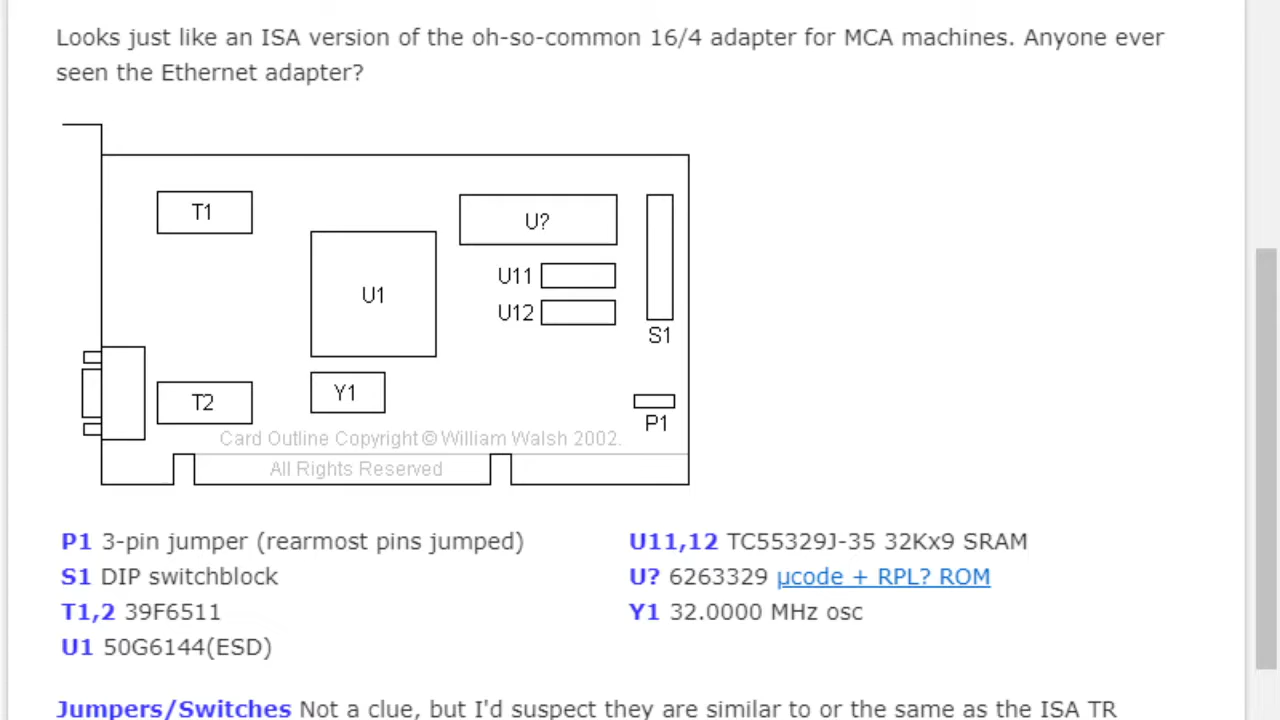 Looks just like an ISA version of the oh-so-common 16/4 adapter for MCA machines. Anyone ever
seen the Ethernet adapter?
T1
U?
U11
U1
U12
S1
T2
Y1
P1
Card Outline Copyright © William Walsh 2002.
All Rights Reserved
P1 3-pin jumper (rearmost pins jumped)
S1 DIP switchblock
T1,2 39F6511
U1 50G6144(ESD)
U11,12 TC55329J-35 32Kx9 SRAM
U? 6263329 µcode + RPL? ROM
Y1 32.0000 MHz osc
Jumpers/Switches Not a clue, but I'd suspect they are similar to or the same as the ISA TR